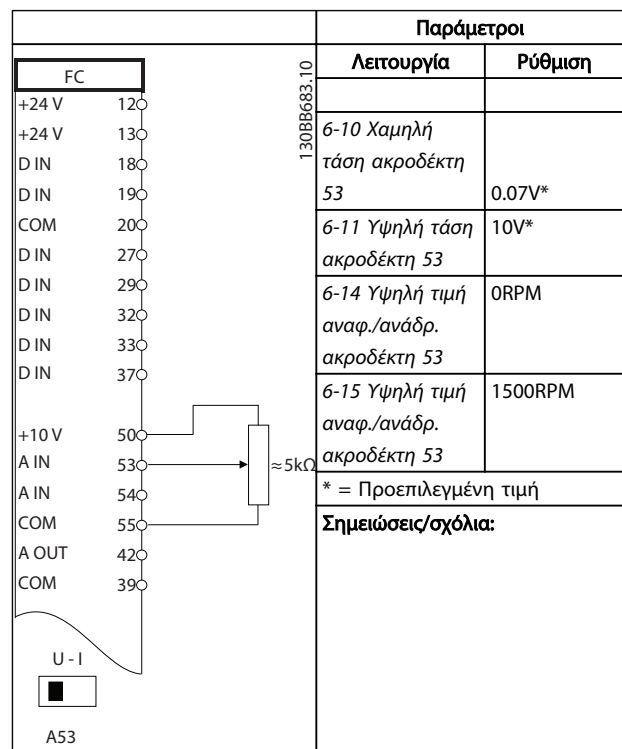 Παράμετροι
Λειτουργία Ρύθμιση
FC
130BB683.10
+24 V 12
+24 V 13
D IN 18
D IN 19
COM 20
D IN 27
D IN 29
D IN 32
D IN 33
D IN 37
+10 V 50
A IN 53
A IN 54
COM 55
A OUT 42
COM 39
≈5kΩ
U - I
A53
6-10 Χαμηλή
τάση ακροδέκτη
53 0.07V*
6-11 Υψηλή τάση 10V*
ακροδέκτη 53
6-14 Υψηλή τιμή 0RPM
αναφ./ανάδρ.
ακροδέκτη 53
6-15 Υψηλή τιμή 1500RPM
αναφ./ανάδρ.
ακροδέκτη 53
* = Προεπιλεγμένη τιμή
Σημειώσεις/σχόλια: